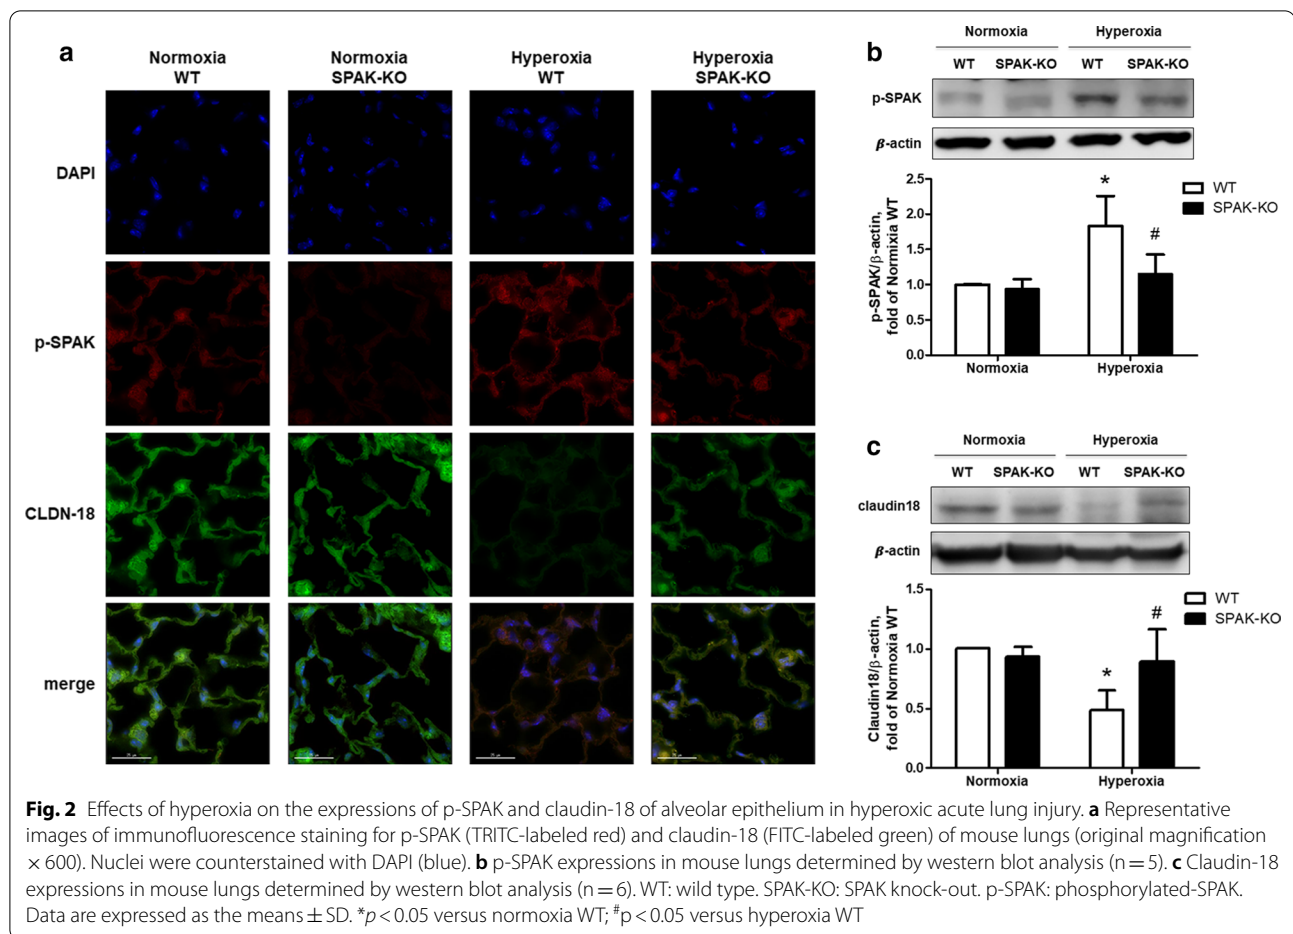 a
Normoxia WT
Normoxia SPAK-KO
Hyperoxia WT
Hyperoxia SPAK-KO
DAPI
p-SPAK
CLDN-18
merge
b
Normoxia Hyperoxia
WT SPAK-KO WT SPAK-KO
p-SPAK
β-actin
p-SPAK/β-actin,
fold of Normixia WT
2.5
2.0
1.5
1.0
0.5
0.0
*
#
WT
SPAK-KO
Normoxia Hyperoxia
c
Normoxia Hyperoxia
WT SPAK-KO WT SPAK-KO
claudin18
β-actin
Claudin18/β-actin,
fold of Normoxia WT
1.5
1.0
0.5
0.0
*
#
WT
SPAK-KO
Normoxia Hyperoxia
Fig. 2 Effects of hyperoxia on the expressions of p-SPAK and claudin-18 of alveolar epithelium in hyperoxic acute lung injury. a Representative
images of immunofluorescence staining for p-SPAK (TRITC-labeled red) and claudin-18 (FITC-labeled green) of mouse lungs (original magnification
× 600). Nuclei were counterstained with DAPI (blue). b p-SPAK expressions in mouse lungs determined by western blot analysis (n = 5). c Claudin-18
expressions in mouse lungs determined by western blot analysis (n = 6). WT: wild type. SPAK-KO: SPAK knock-out. p-SPAK: phosphorylated-SPAK.
Data are expressed as the means ± SD. *p < 0.05 versus normoxia WT; #p < 0.05 versus hyperoxia WT